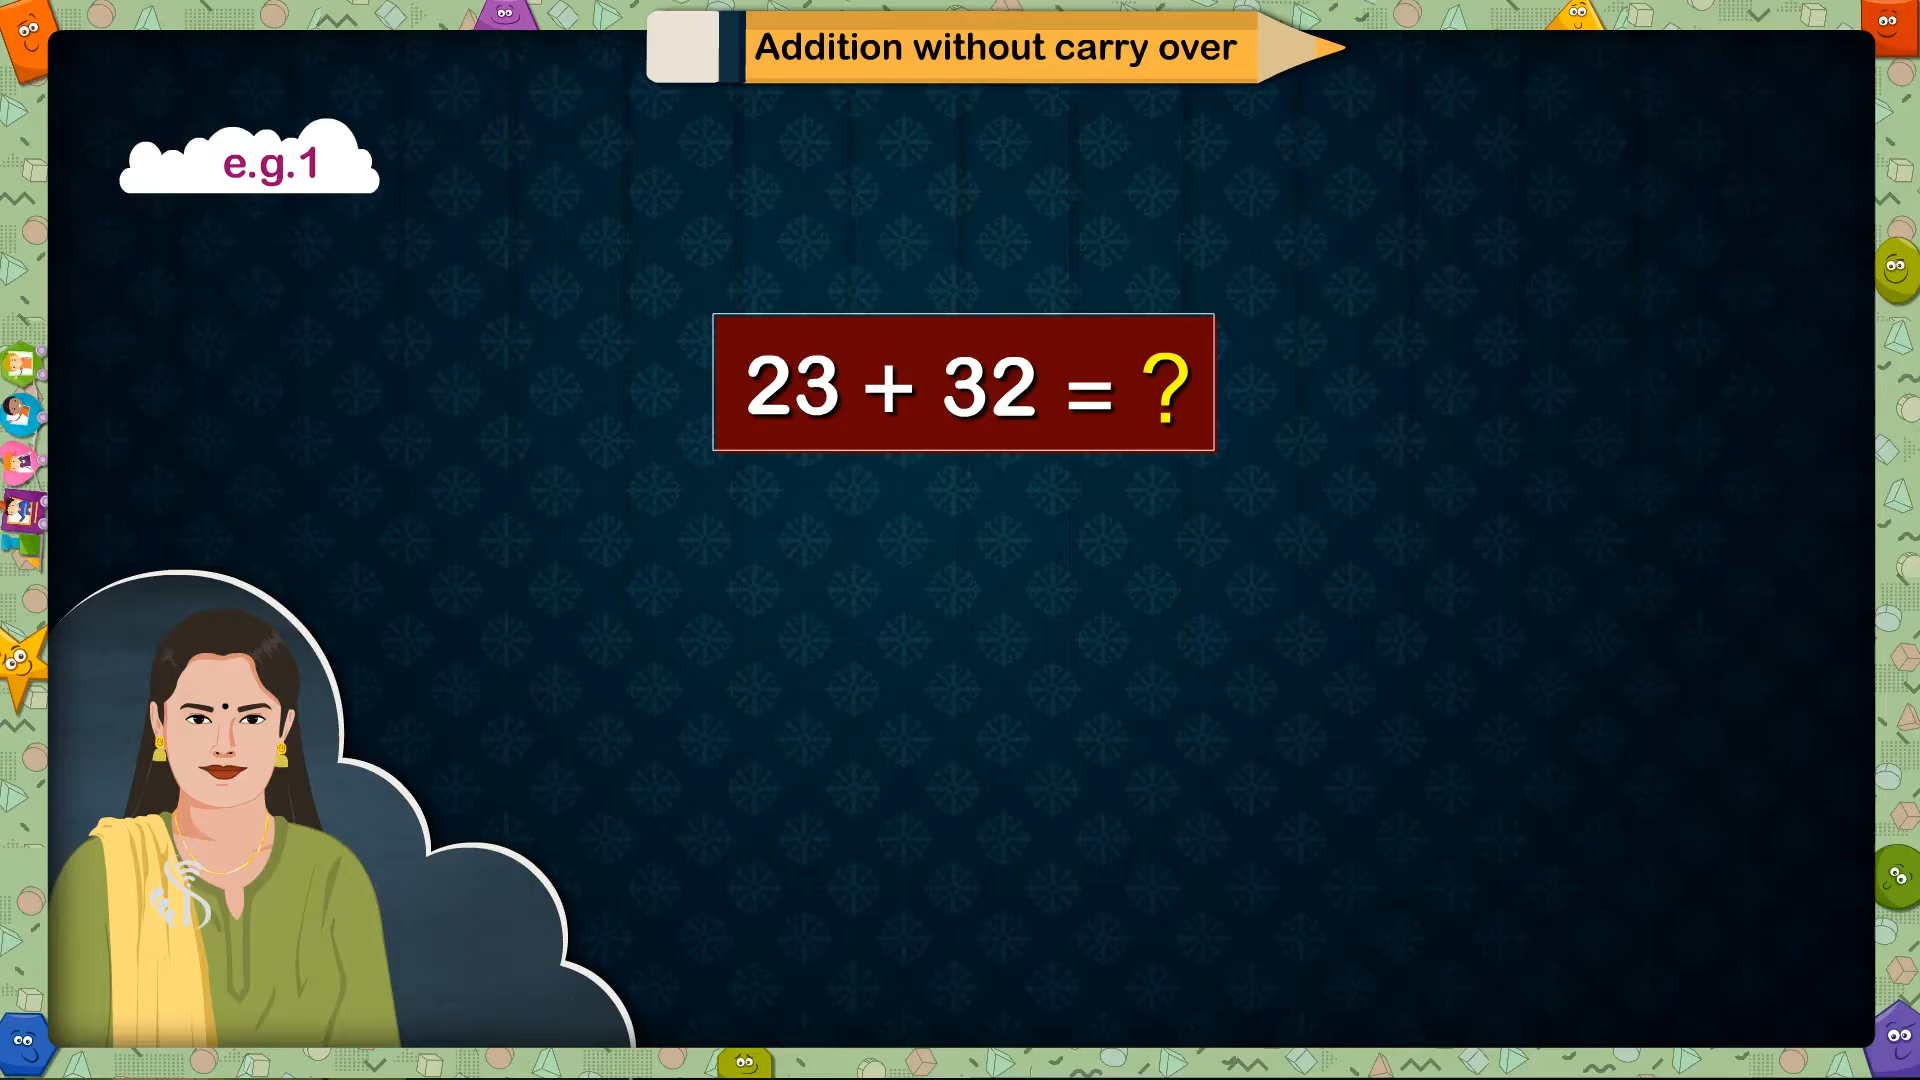 Addition without carry over
e.g.1
23 + 32 = ?